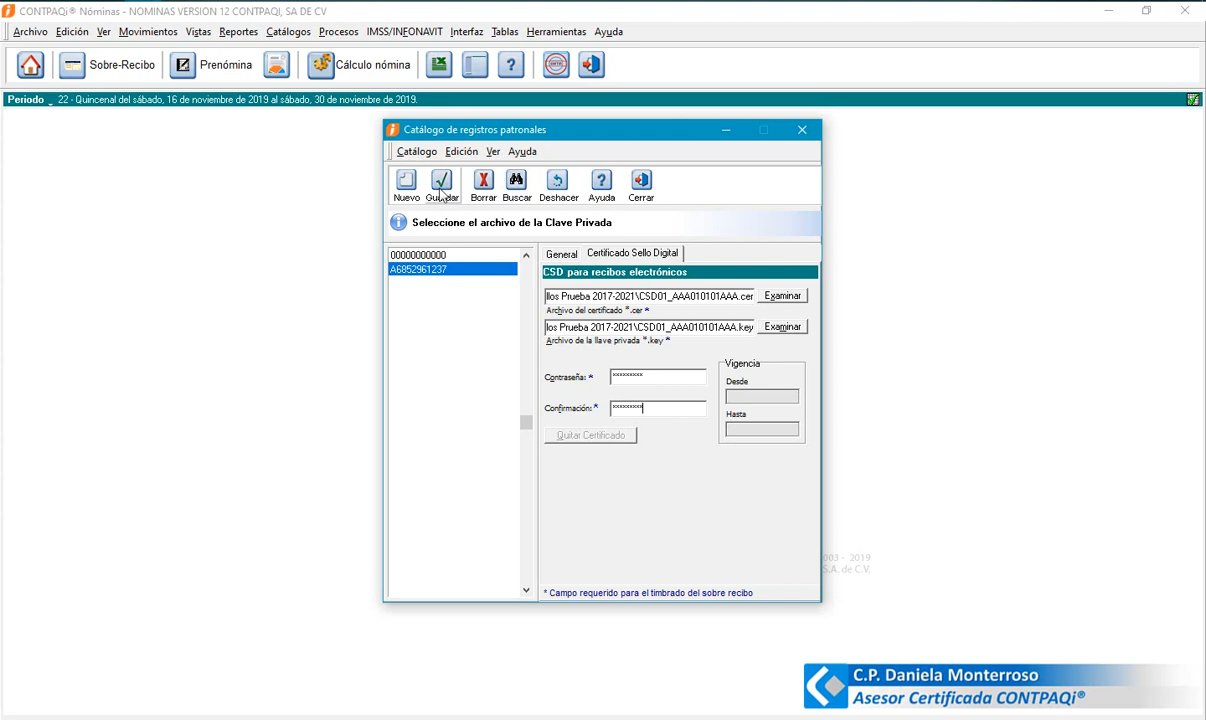 CONTPAQi® Nóminas - NOMINAS VERSION 12 CONTPAQI, SA DE CV
Archivo Edición Ver Movimientos Vistas Reportes Catálogos Procesos IMSS/INFONAVIT Interfaz Tablas Herramientas Ayuda
Sobre-Recibo Prenómina Cálculo nómina
Periodo 22 - Quincenal del sábado, 16 de noviembre de 2019 al sábado, 30 de noviembre de 2019.
Catálogo de registros patronales
Catálogo Edición Ver Ayuda
Nuevo Guardar Borrar Buscar Deshacer Ayuda Cerrar
Seleccione el archivo de la Clave Privada
00000000000
A6852961237
General Certificado Sello Digital
CSD para recibos electrónicos
llos Prueba 2017-2021\CSD01_AAA010101AAA.cer Examinar
Archivo del certificado *.cer *
los Prueba 2017-2021\CSD01_AAA010101AAA.key Examinar
Archivo de la llave privada *.key *
Vigencia
Contraseña: * *********
Desde
Confirmación: * *********
Hasta
Quitar Certificado
003 - 2019
S.A. de C.V.
* Campo requerido para el timbrado del sobre recibo
C.P. Daniela Monterroso
Asesor Certificada CONTPAQi®